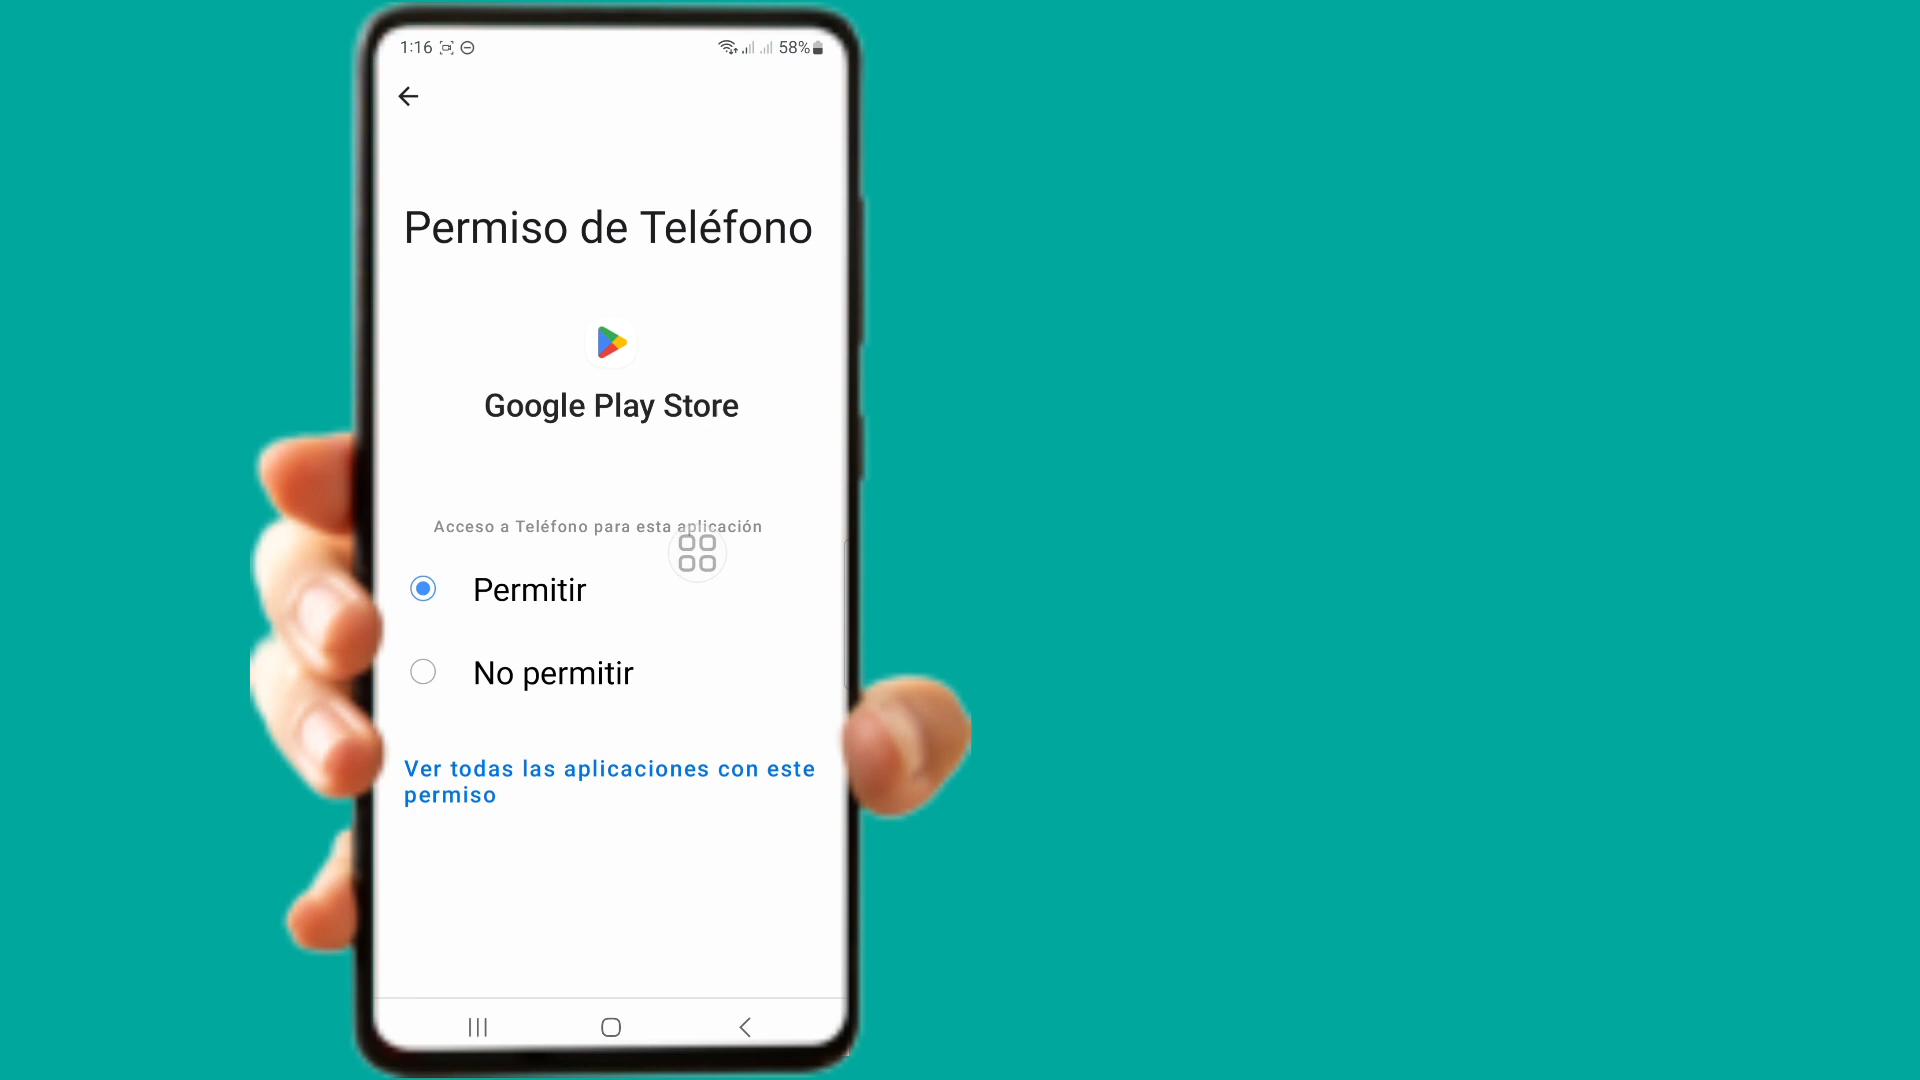 1:16 58%
Permiso de Teléfono
Google Play Store
Acceso a Teléfono para esta aplicación
Permitir
No permitir
Ver todas las aplicaciones con este
permiso